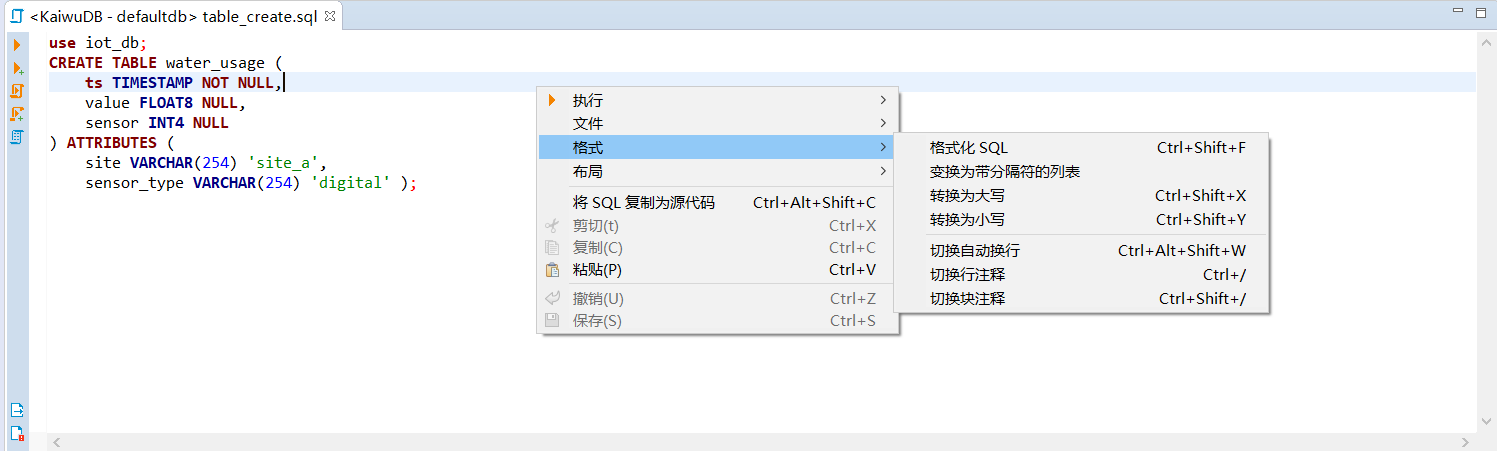 <KaiwuDB - defaultdb> table_create.sql
use iot_db;
CREATE TABLE water_usage (
ts TIMESTAMP NOT NULL,
value FLOAT8 NULL,
sensor INT4 NULL
) ATTRIBUTES (
site VARCHAR(254) 'site_a',
sensor_type VARCHAR(254) 'digital' );
执行
文件
格式
布局
将 SQL 复制为源代码 Ctrl+Alt+Shift+C
剪切(t) Ctrl+X
复制(C) Ctrl+C
粘贴(P) Ctrl+V
撤销(U) Ctrl+Z
保存(S) Ctrl+S
格式化 SQL Ctrl+Shift+F
变换为带分隔符的列表
转换为大写 Ctrl+Shift+X
转换为小写 Ctrl+Shift+Y
切换自动换行 Ctrl+Alt+Shift+W
切换行注释 Ctrl+/
切换块注释 Ctrl+Shift+/